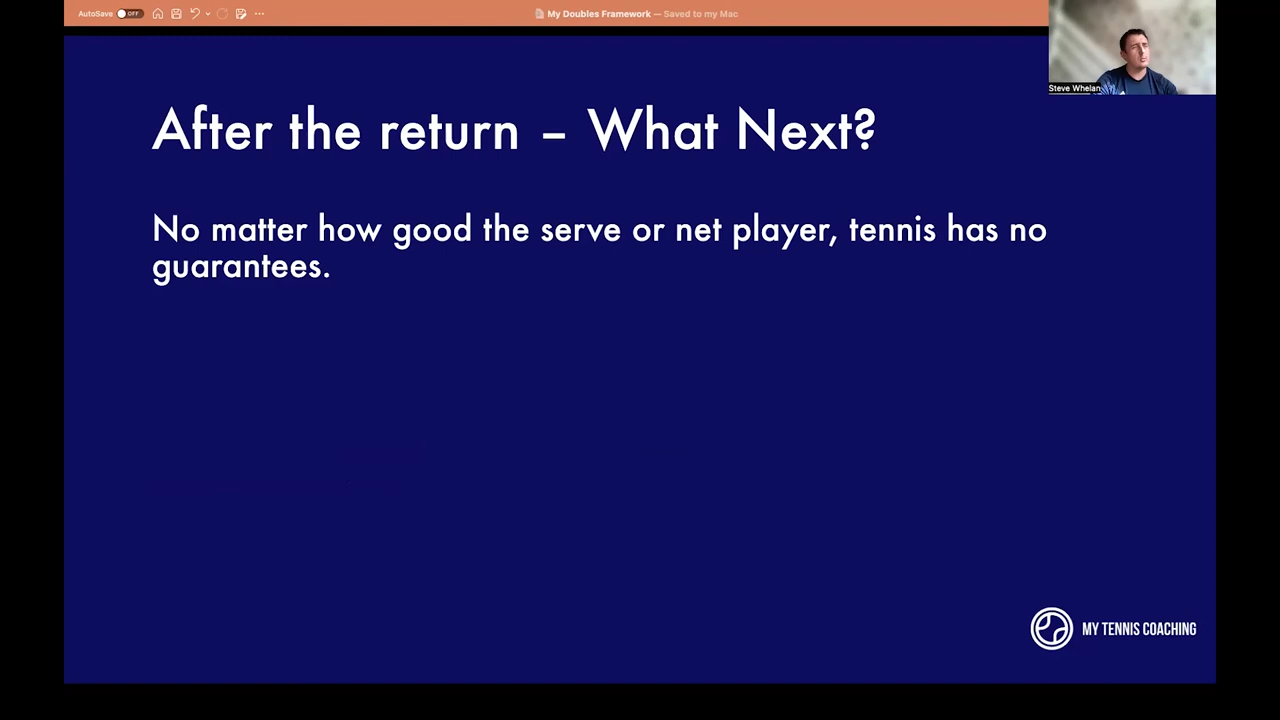 AutoSave OFF
My Doubles Framework — Saved to my Mac
Steve Whelan
After the return – What Next?
No matter how good the serve or net player, tennis has no
guarantees.
MY TENNIS COACHING